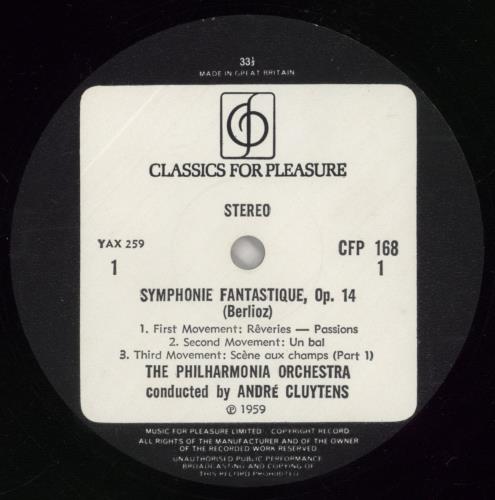 33⅓
MADE IN GREAT BRITAIN
CLASSICS FOR PLEASURE
STEREO
YAX 259
1
CFP 168
1
SYMPHONIE FANTASTIQUE, Op. 14
(Berlioz)
1. First Movement: Rêveries — Passions
2. Second Movement: Un bal
3. Third Movement: Scène aux champs (Part 1)
THE PHILHARMONIA ORCHESTRA
conducted by ANDRÉ CLUYTENS
℗ 1959
MUSIC FOR PLEASURE LIMITED · COPYRIGHT RECORD
ALL RIGHTS OF THE MANUFACTURER AND OF THE OWNER
OF THE RECORDED WORK RESERVED
UNAUTHORISED PUBLIC PERFORMANCE
BROADCASTING AND COPYING OF
THIS RECORD PROHIBITED